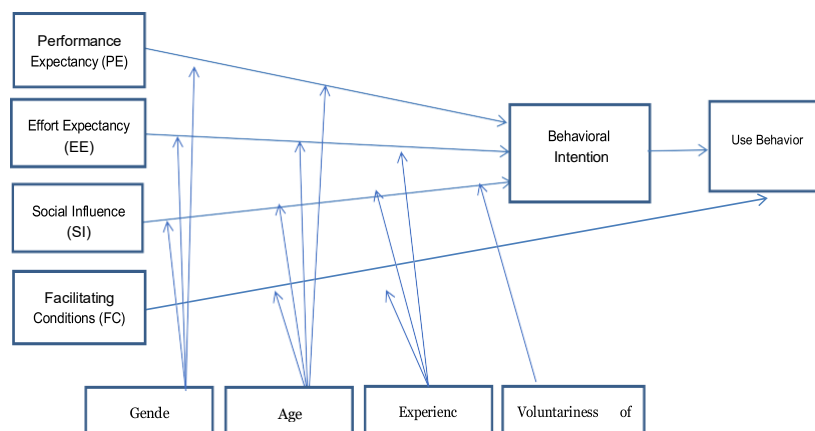 Performance
Expectancy (PE)
Effort Expectancy
(EE)
Social Influence
(SI)
Facilitating
Conditions (FC)
Behavioral
Intention
Use Behavior
Gende
Age
Experienc
Voluntariness of